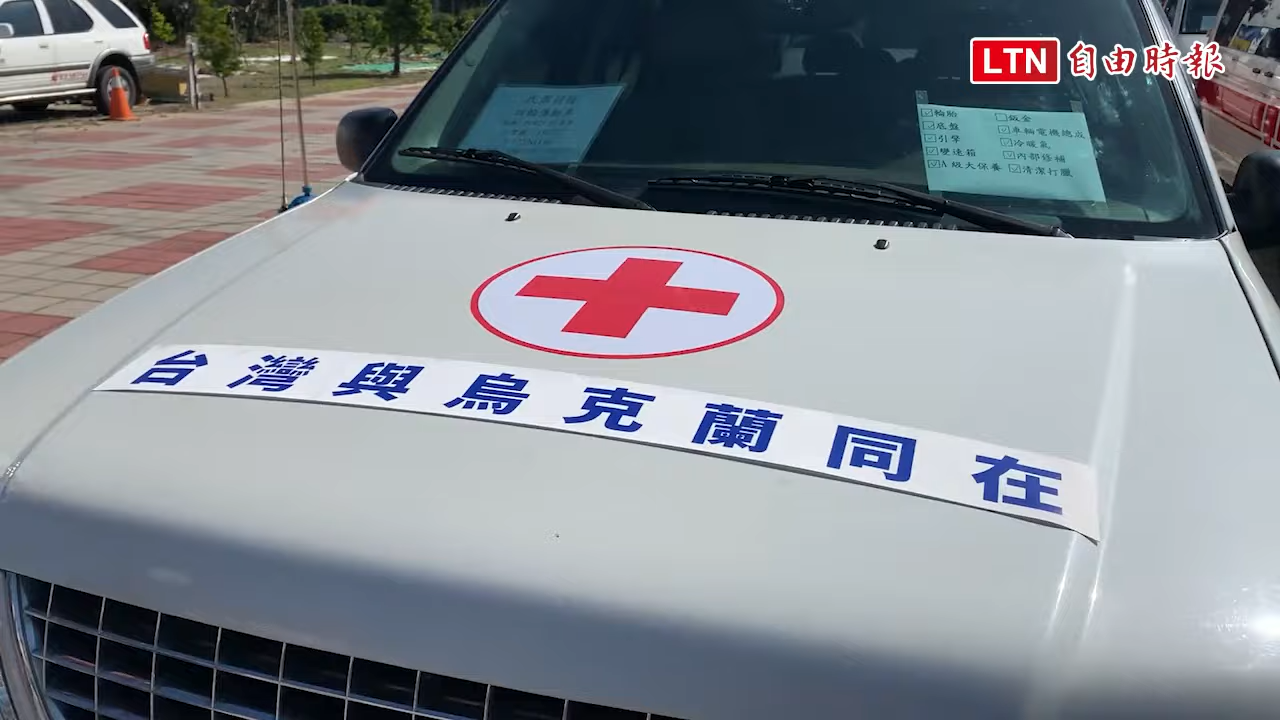 LTN 自由時報
☑輪胎 ☐鈑金
☑底盤 ☑車輛電機總成
☑引擎 ☑冷暖氣
☑變速箱 ☑內部修補
☑A級大保養 ☑清潔打臘
台灣與烏克蘭同在